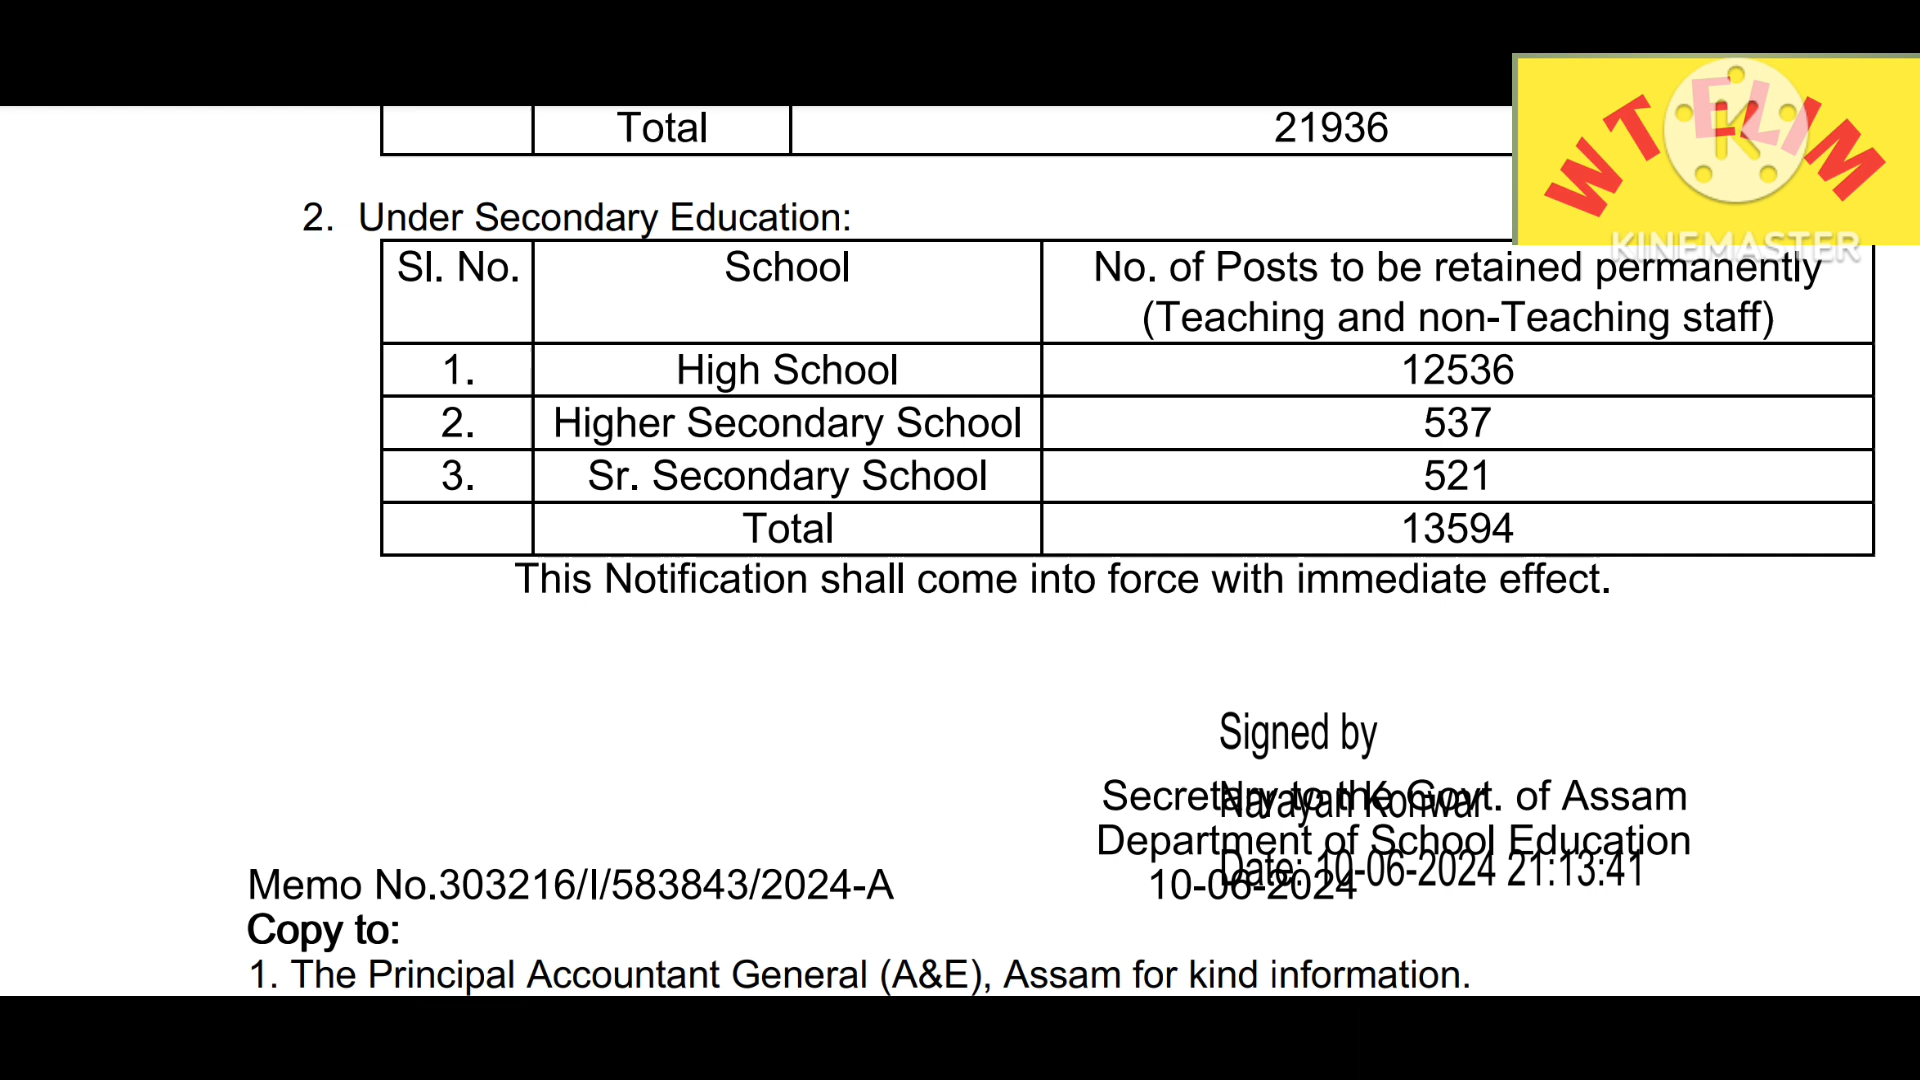 Total 21936
WT ELIM
K
KINEMASTER
2. Under Secondary Education:
Sl. No. School No. of Posts to be retained permanently
(Teaching and non-Teaching staff)
1. High School 12536
2. Higher Secondary School 537
3. Sr. Secondary School 521
Total 13594
This Notification shall come into force with immediate effect.
Signed by
Narayan Konwar
Secretary to the Govt. of Assam
Department of School Education
Date: 10-06-2024 21:13:41
Memo No.303216/I/583843/2024-A 10-06-2024
Copy to:
1. The Principal Accountant General (A&E), Assam for kind information.